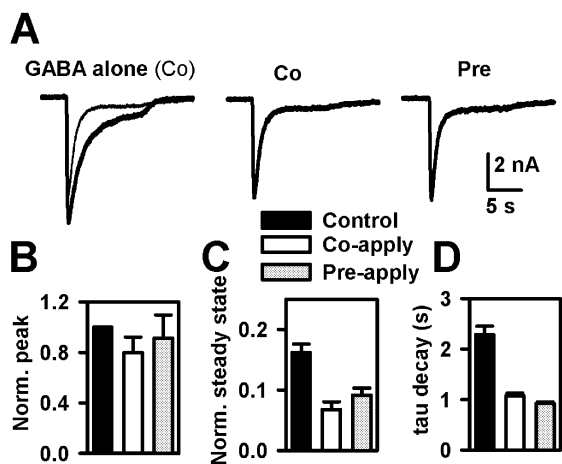 A
GABA alone (Co)
Co
Pre
2 nA
5 s
Control
Co-apply
Pre-apply
B
Norm. peak
1.2
0.8
0.4
0.0
C
Norm. steady state
0.2
0.1
0.0
D
tau decay (s)
3
2
1
0